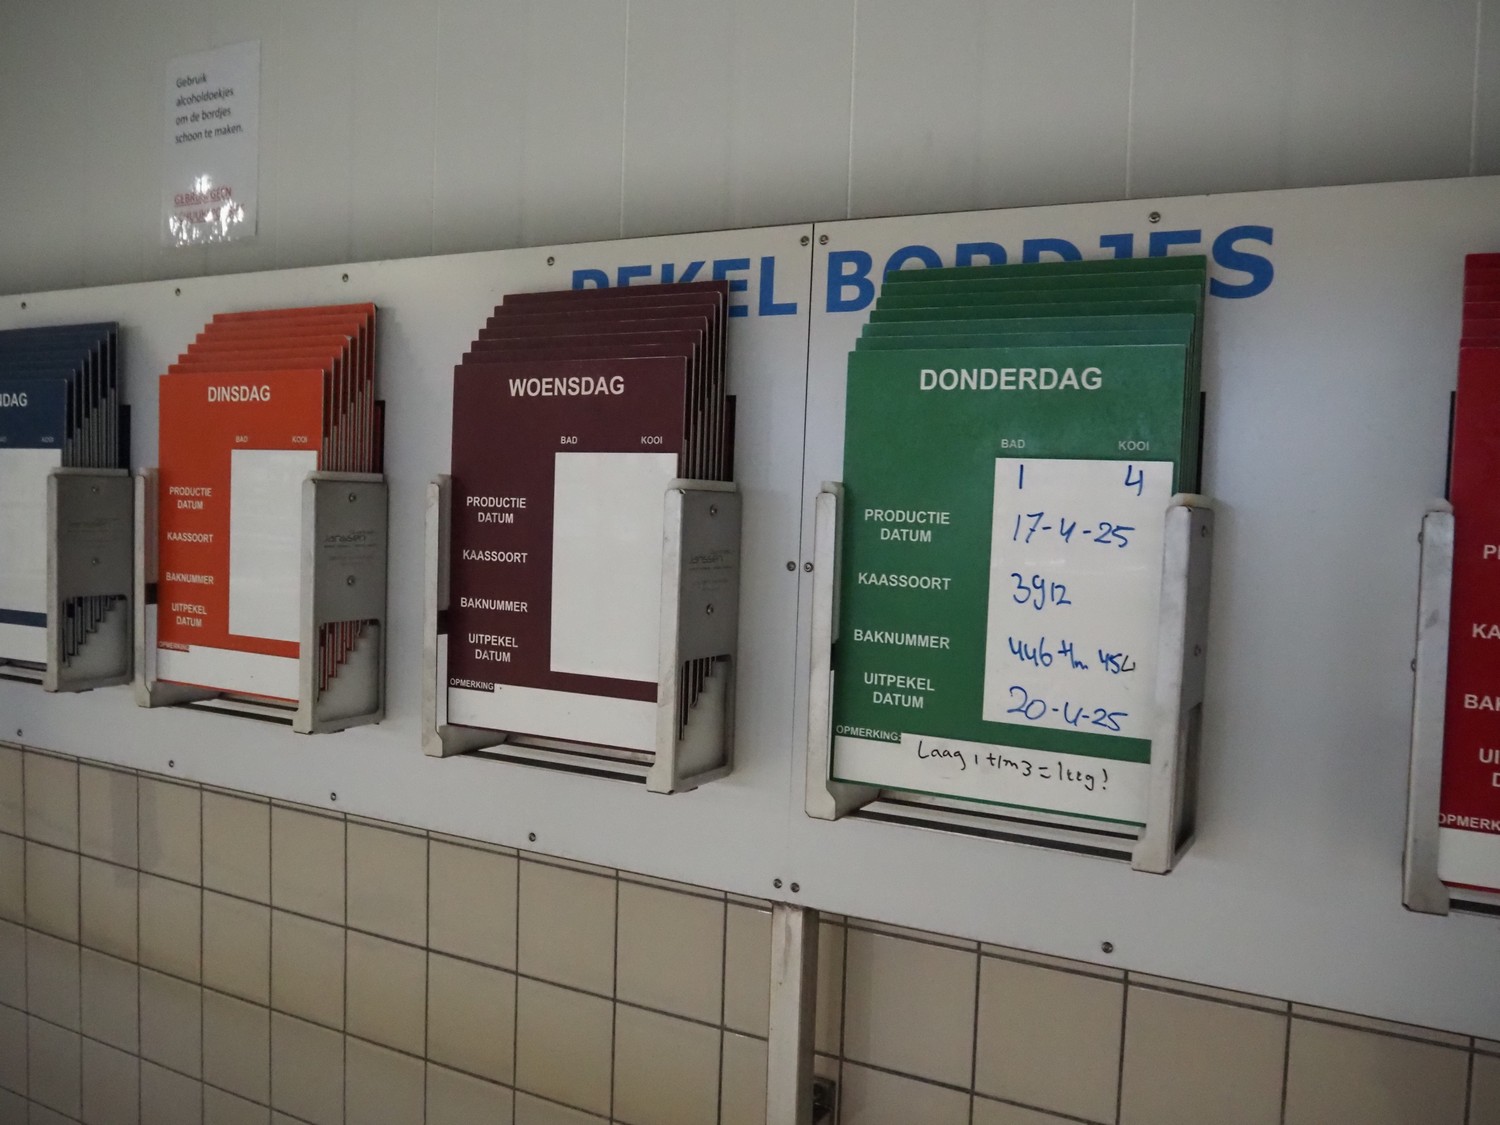 Gebruik
alcoholdoekjes
om de bordjes
schoon te maken.
GEBRUIK GEEN
PEKEL BORDJES
DINSDAG
BAD KOOI
PRODUCTIE
DATUM
KAASSOORT
BAKNUMMER
UITPEKEL
DATUM
OPMERKING
WOENSDAG
BAD KOOI
PRODUCTIE
DATUM
KAASSOORT
BAKNUMMER
UITPEKEL
DATUM
OPMERKING
DONDERDAG
BAD KOOI
1 4
PRODUCTIE
DATUM
17-4-25
KAASSOORT
3912
BAKNUMMER
446 t/m 454
UITPEKEL
DATUM
20-4-25
OPMERKING:
Laag 1 t/m 3 = leeg!